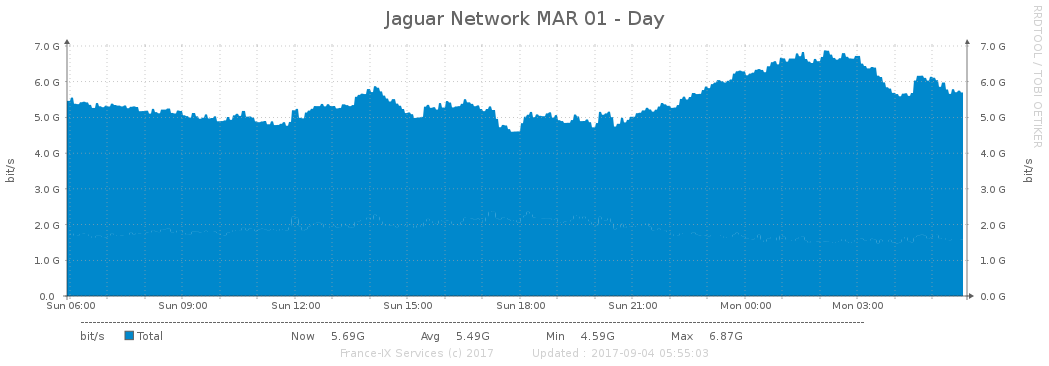 Jaguar Network MAR 01 - Day
RRDTOOL / TOBI OETIKER
7.0 G 7.0 G
6.0 G 6.0 G
5.0 G 5.0 G
4.0 G 4.0 G
3.0 G 3.0 G
2.0 G 2.0 G
1.0 G 1.0 G
0.0 0.0 G
bit/s
bit/s
Sun 06:00 Sun 09:00 Sun 12:00 Sun 15:00 Sun 18:00 Sun 21:00 Mon 00:00 Mon 03:00
bit/s Total Now 5.69G Avg 5.49G Min 4.59G Max 6.87G
France-IX Services (c) 2017 Updated : 2017-09-04 05:55:03